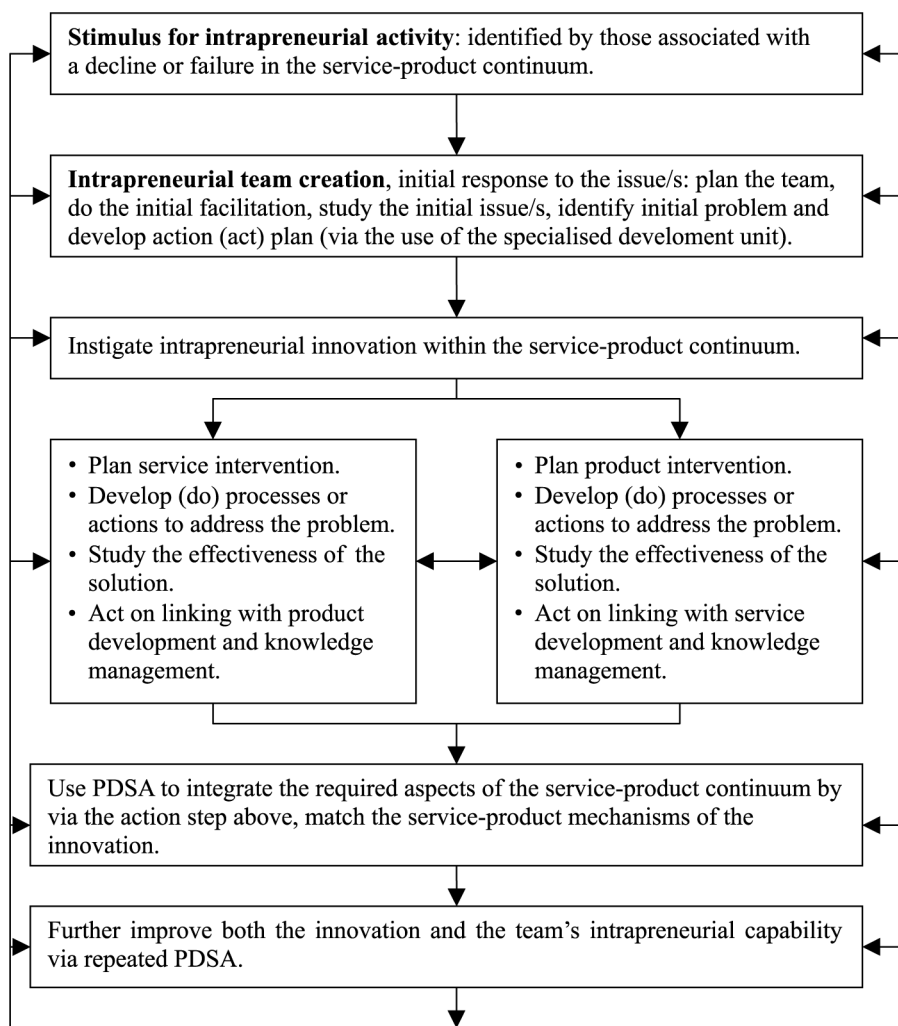 Stimulus for intrapreneurial activity: identified by those associated with
a decline or failure in the service-product continuum.
Intrapreneurial team creation, initial response to the issue/s: plan the team,
do the initial facilitation, study the initial issue/s, identify initial problem and
develop action (act) plan (via the use of the specialised develoment unit).
Instigate intrapreneurial innovation within the service-product continuum.
• Plan service intervention.
• Develop (do) processes or
actions to address the problem.
• Study the effectiveness of the
solution.
• Act on linking with product
development and knowledge
management.
• Plan product intervention.
• Develop (do) processes or
actions to address the problem.
• Study the effectiveness of the
solution.
• Act on linking with service
development and knowledge
management.
Use PDSA to integrate the required aspects of the service-product continuum by
via the action step above, match the service-product mechanisms of the
innovation.
Further improve both the innovation and the team's intrapreneurial capability
via repeated PDSA.